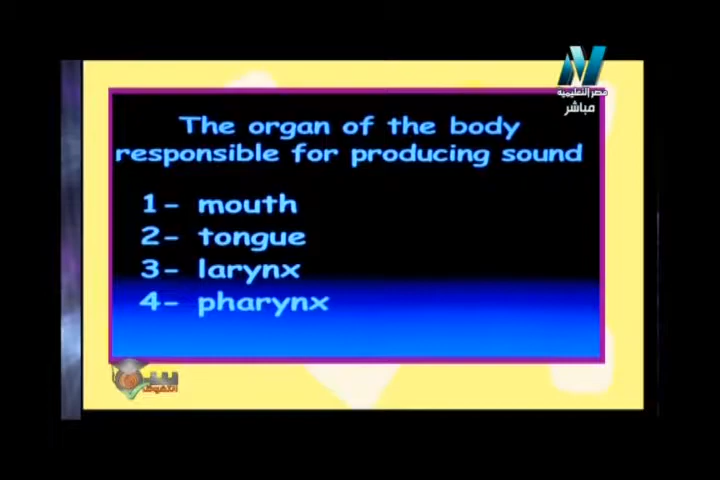 مصر التعليمية
مباشر
The organ of the body
responsible for producing sound
1- mouth
2- tongue
3- larynx
4- pharynx